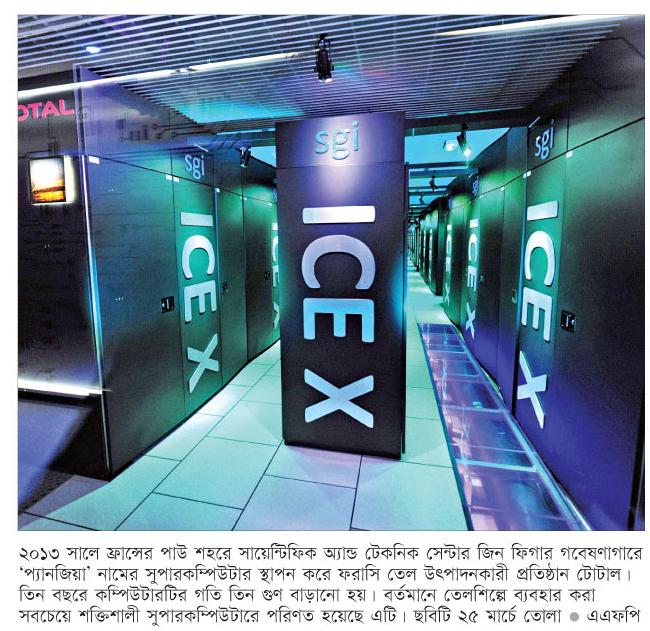 OTAL
sgi
sgi
sgi
sgi
ICE X
ICE X
ICE X
ICE X
ICE X
২০১৩ সালে ফ্রান্সের পাউ শহরে সায়েন্টিফিক অ্যান্ড টেকনিক সেন্টার জিন ফিগার গবেষণাগারে
‘প্যানজিয়া’ নামের সুপারকম্পিউটার স্থাপন করে ফরাসি তেল উৎপাদনকারী প্রতিষ্ঠান টোটাল।
তিন বছরে কম্পিউটারটির গতি তিন গুণ বাড়ানো হয়। বর্তমানে তেলশিল্পে ব্যবহার করা
সবচেয়ে শক্তিশালী সুপারকম্পিউটারে পরিণত হয়েছে এটি। ছবিটি ২৫ মার্চে তোলা ● এএফপি